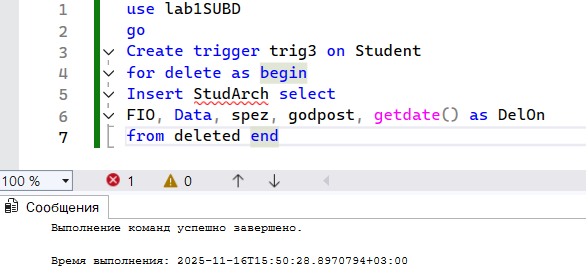 1 use lab1SUBD
2 go
3 Create trigger trig3 on Student
4 for delete as begin
5 Insert StudArch select
6 FIO, Data, spez, godpost, getdate() as DelOn
7 from deleted end
100 % 1 0
Сообщения
Выполнение команд успешно завершено.
Время выполнения: 2025-11-16T15:50:28.8970794+03:00